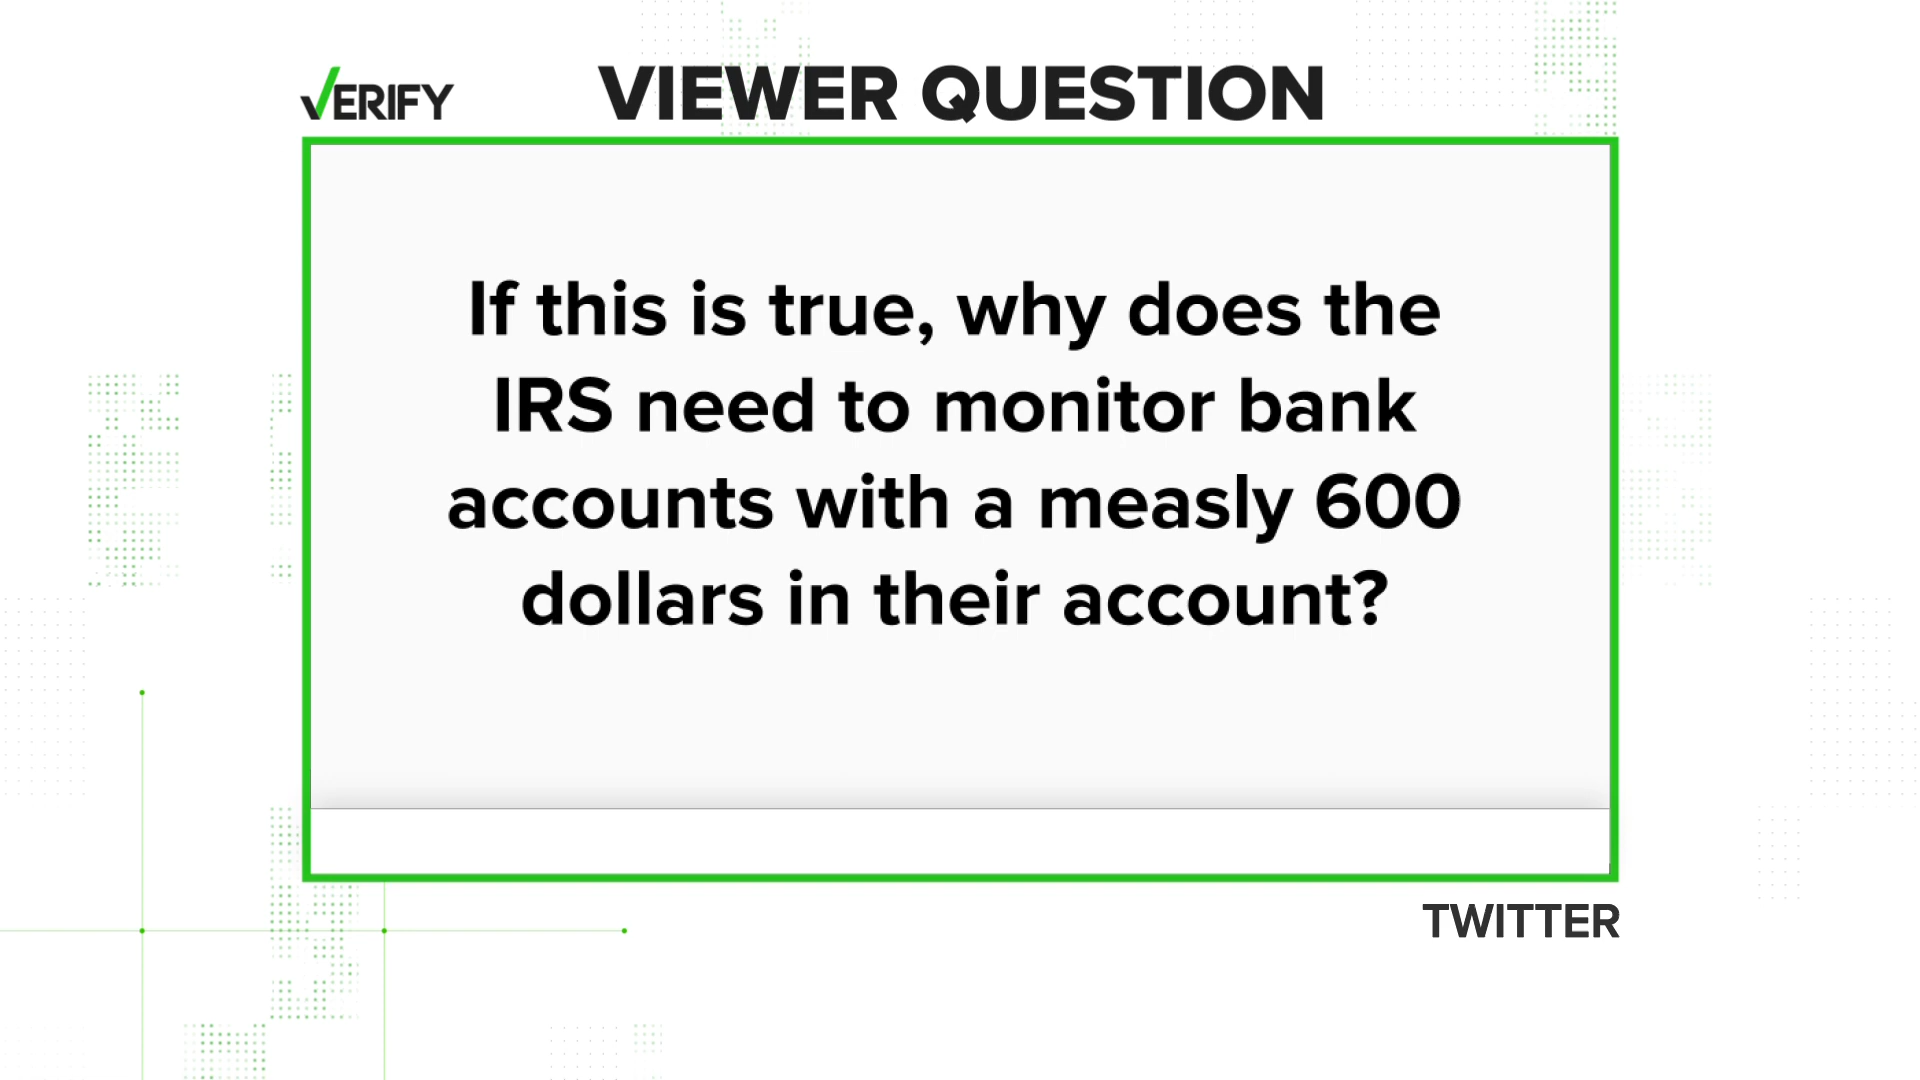 VERIFY
VIEWER QUESTION
If this is true, why does the
IRS need to monitor bank
accounts with a measly 600
dollars in their account?
TWITTER